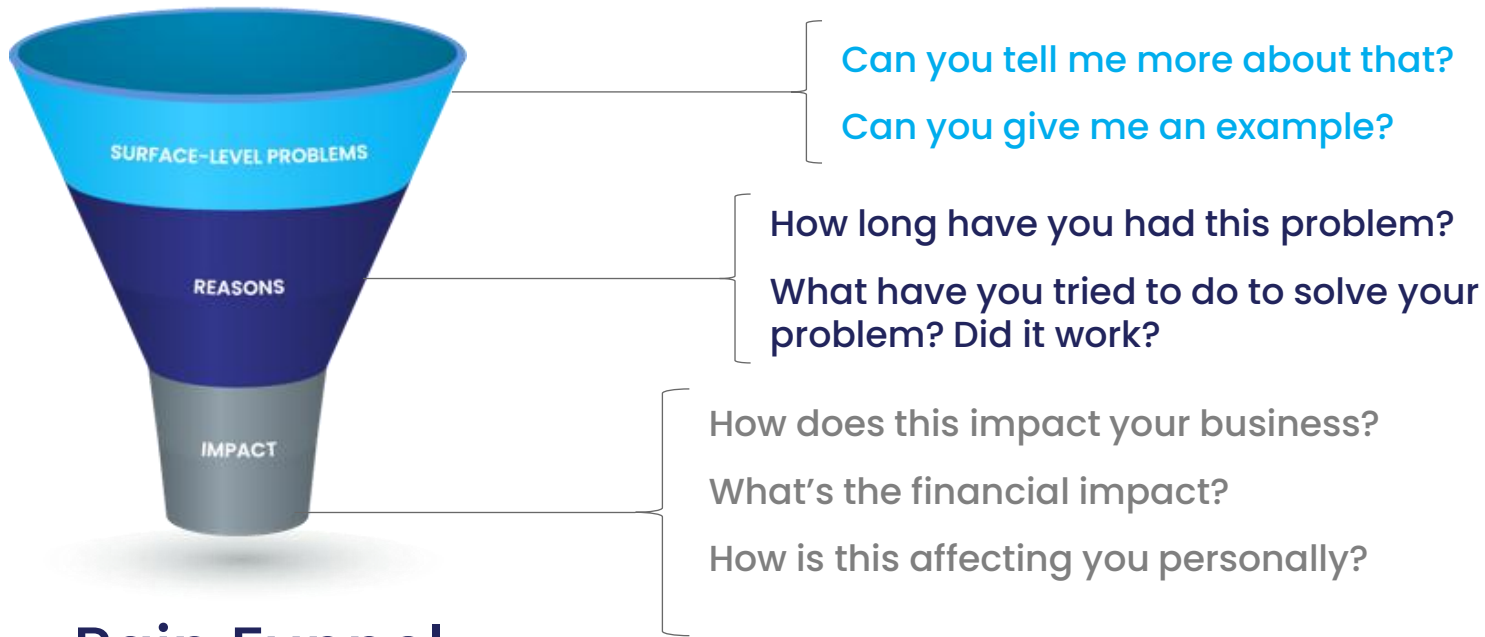 SURFACE-LEVEL PROBLEMS
Can you tell me more about that?
Can you give me an example?
REASONS
How long have you had this problem?
What have you tried to do to solve your
problem? Did it work?
IMPACT
How does this impact your business?
What’s the financial impact?
How is this affecting you personally?
Pain Funnel